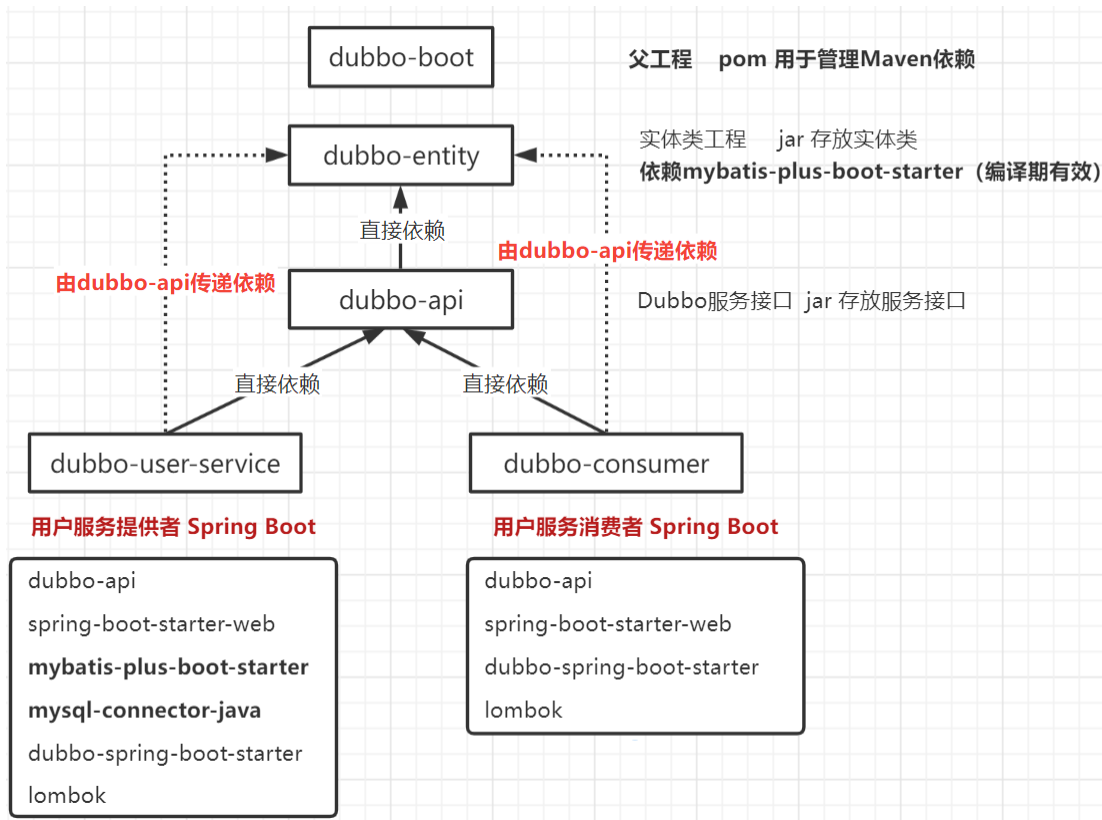 dubbo-boot
父工程 pom 用于管理Maven依赖
dubbo-entity
实体类工程 jar 存放实体类
依赖mybatis-plus-boot-starter（编译期有效）
直接依赖
由dubbo-api传递依赖
由dubbo-api传递依赖
dubbo-api
Dubbo服务接口 jar 存放服务接口
直接依赖
直接依赖
dubbo-user-service
dubbo-consumer
用户服务提供者 Spring Boot
用户服务消费者 Spring Boot
dubbo-api
spring-boot-starter-web
mybatis-plus-boot-starter
mysql-connector-java
dubbo-spring-boot-starter
lombok
dubbo-api
spring-boot-starter-web
dubbo-spring-boot-starter
lombok